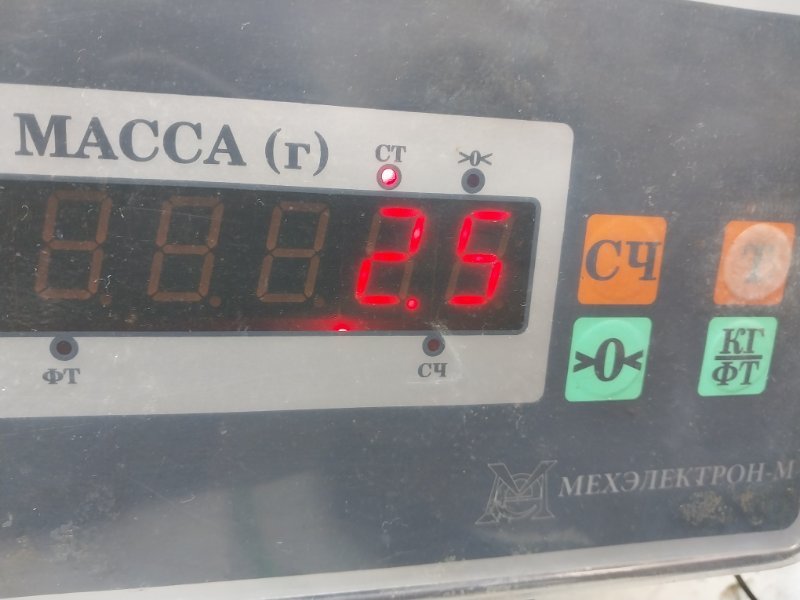 МАССА (г)
СТ
>0<
2.5
СЧ
Т
ФТ
СЧ
>0<
КГ
ФТ
МЕХЭЛЕКТРОН-М